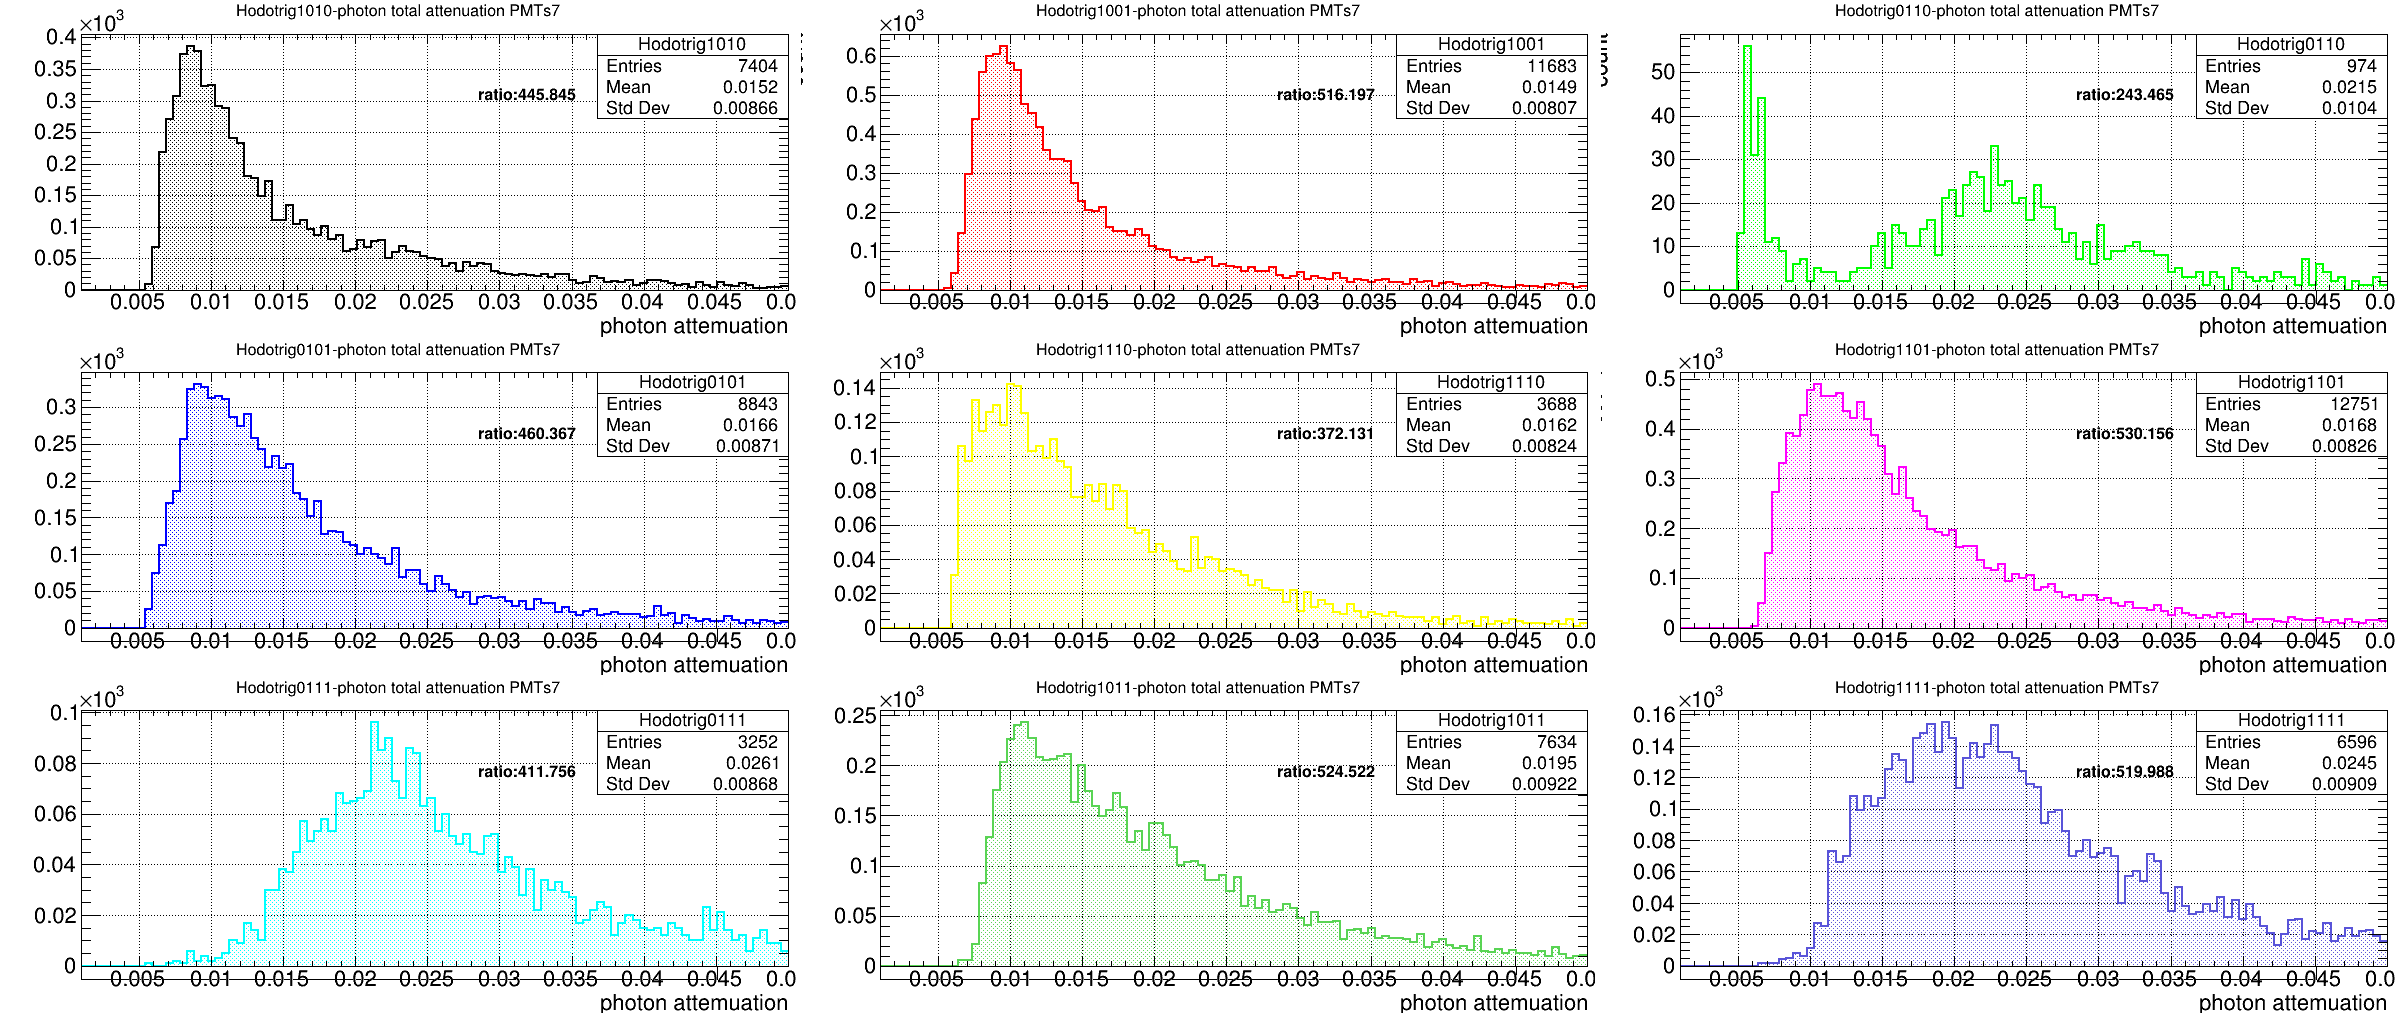 Hodotrig1010-photon total attenuation PMTs7
×10³
0.4
0.35
0.3
0.25
0.2
0.15
0.1
0.05
0
Hodotrig1010
Entries 7404
Mean 0.0152
Std Dev 0.00866
ratio:445.845
0.005 0.01 0.015 0.02 0.025 0.03 0.035 0.04 0.045 0.0
photon attemuation
Hodotrig1001-photon total attenuation PMTs7
×10³
count
0.6
0.5
0.4
0.3
0.2
0.1
0
Hodotrig1001
Entries 11683
Mean 0.0149
Std Dev 0.00807
ratio:516.197
0.005 0.01 0.015 0.02 0.025 0.03 0.035 0.04 0.045 0.0
photon attemuation
Hodotrig0110-photon total attenuation PMTs7
count
50
40
30
20
10
0
Hodotrig0110
Entries 974
Mean 0.0215
Std Dev 0.0104
ratio:243.465
0.005 0.01 0.015 0.02 0.025 0.03 0.035 0.04 0.045 0.0
photon attemuation
Hodotrig0101-photon total attenuation PMTs7
×10³
0.3
0.25
0.2
0.15
0.1
0.05
0
Hodotrig0101
Entries 8843
Mean 0.0166
Std Dev 0.00871
ratio:460.367
0.005 0.01 0.015 0.02 0.025 0.03 0.035 0.04 0.045 0.0
photon attemuation
Hodotrig1110-photon total attenuation PMTs7
×10³
0.14
0.12
0.1
0.08
0.06
0.04
0.02
0
Hodotrig1110
Entries 3688
Mean 0.0162
Std Dev 0.00824
ratio:372.131
0.005 0.01 0.015 0.02 0.025 0.03 0.035 0.04 0.045 0.0
photon attemuation
Hodotrig1101-photon total attenuation PMTs7
×10³
0.5
0.4
0.3
0.2
0.1
0
Hodotrig1101
Entries 12751
Mean 0.0168
Std Dev 0.00826
ratio:530.156
0.005 0.01 0.015 0.02 0.025 0.03 0.035 0.04 0.045 0.0
photon attemuation
Hodotrig0111-photon total attenuation PMTs7
×10³
0.1
0.08
0.06
0.04
0.02
0
Hodotrig0111
Entries 3252
Mean 0.0261
Std Dev 0.00868
ratio:411.756
0.005 0.01 0.015 0.02 0.025 0.03 0.035 0.04 0.045 0.0
photon attemuation
Hodotrig1011-photon total attenuation PMTs7
×10³
0.25
0.2
0.15
0.1
0.05
0
Hodotrig1011
Entries 7634
Mean 0.0195
Std Dev 0.00922
ratio:524.522
0.005 0.01 0.015 0.02 0.025 0.03 0.035 0.04 0.045 0.0
photon attemuation
Hodotrig1111-photon total attenuation PMTs7
×10³
0.16
0.14
0.12
0.1
0.08
0.06
0.04
0.02
0
Hodotrig1111
Entries 6596
Mean 0.0245
Std Dev 0.00909
ratio:519.988
0.005 0.01 0.015 0.02 0.025 0.03 0.035 0.04 0.045 0.0
photon attemuation